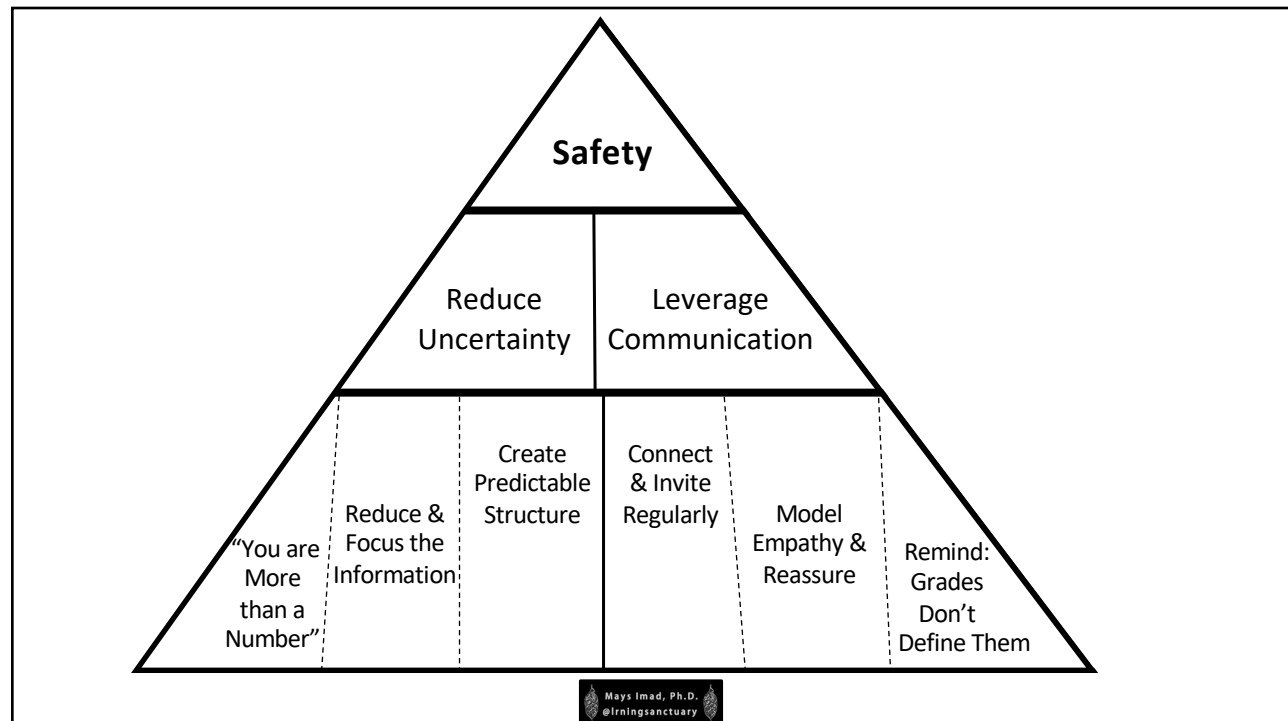 Safety
Reduce
Uncertainty
Leverage
Communication
“You are
More
than a
Number”
Reduce &
Focus the
Information
Create
Predictable
Structure
Connect
& Invite
Regularly
Model
Empathy &
Reassure
Remind:
Grades
Don’t
Define Them
Mays Imad, Ph.D.
@lrningsanctuary